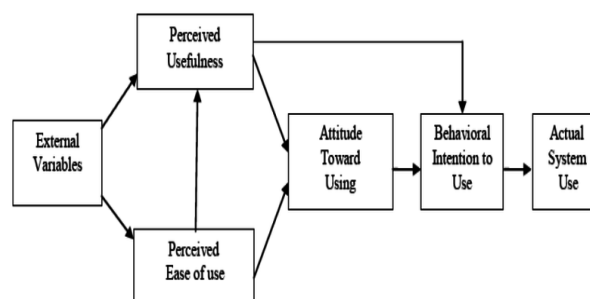 Perceived
Usefulness
External
Variables
Attitude
Toward
Using
Behavioral
Intention to
Use
Actual
System
Use
Perceived
Ease of use